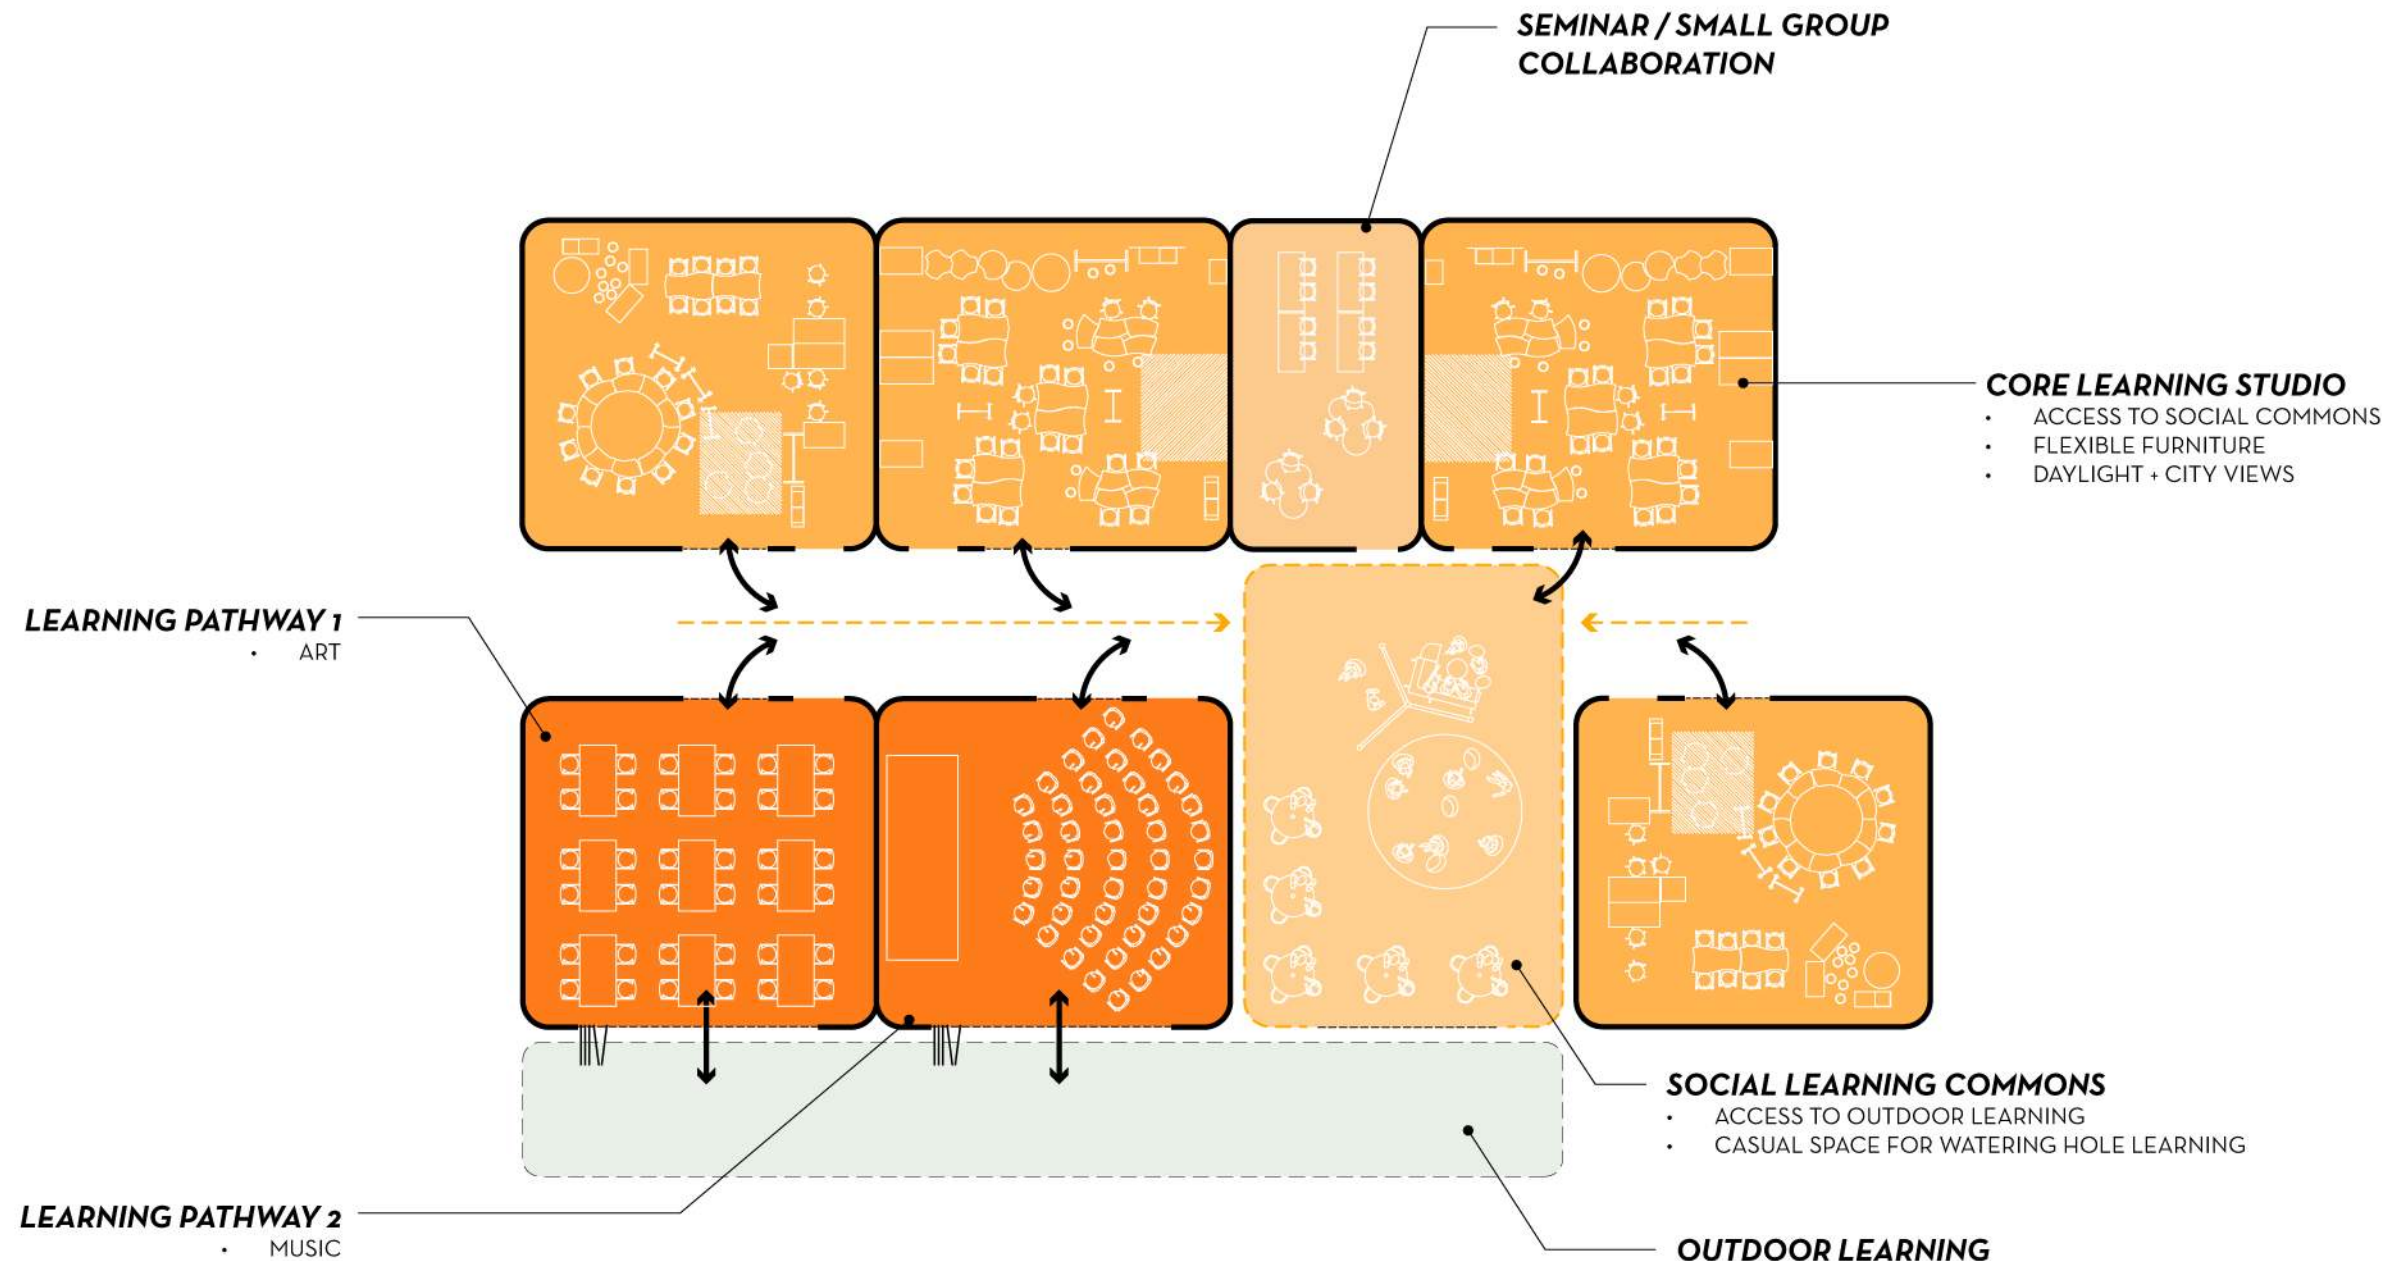 SEMINAR / SMALL GROUP
COLLABORATION
CORE LEARNING STUDIO
• ACCESS TO SOCIAL COMMONS
• FLEXIBLE FURNITURE
• DAYLIGHT + CITY VIEWS
LEARNING PATHWAY 1
• ART
SOCIAL LEARNING COMMONS
• ACCESS TO OUTDOOR LEARNING
• CASUAL SPACE FOR WATERING HOLE LEARNING
LEARNING PATHWAY 2
• MUSIC
OUTDOOR LEARNING